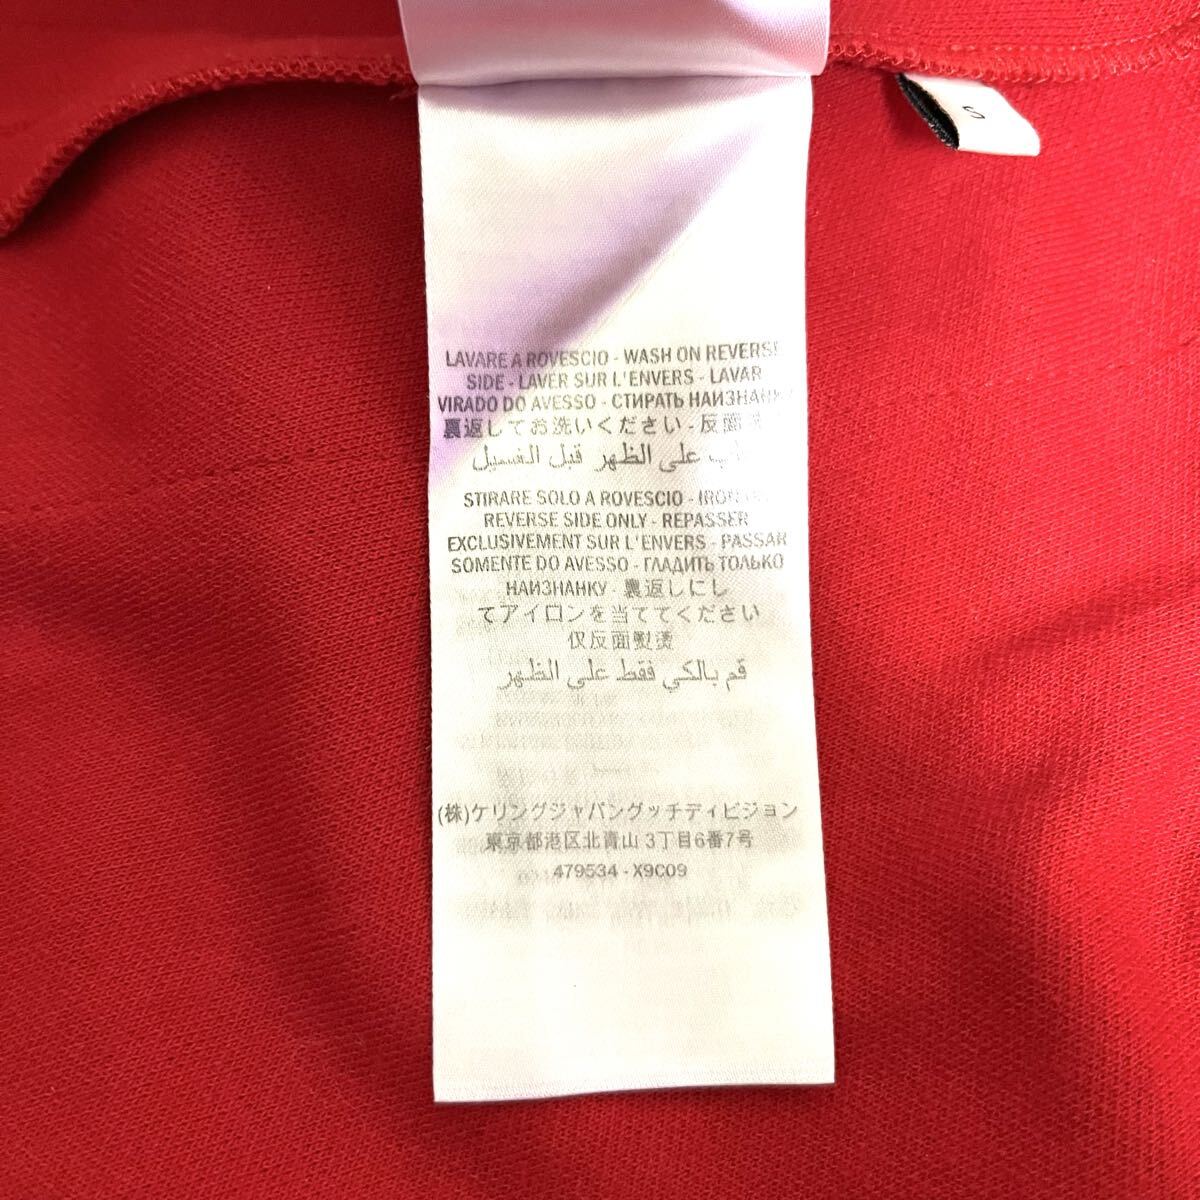 S
LAVARE A ROVESCIO - WASH ON REVERSE
SIDE - LAVER SUR L'ENVERS - LAVAR
VIRADO DO AVESSO - СТИРАТЬ НАИЗНАНКУ
裏返してお洗いください - 反面
على الظهر قبل الغسيل
STIRARE SOLO A ROVESCIO - IRON
REVERSE SIDE ONLY - REPASSER
EXCLUSIVEMENT SUR L'ENVERS - PASSAR
SOMENTE DO AVESSO - ГЛАДИТЬ ТОЛЬКО
НАИЗНАНКУ - 裏返しにし
てアイロンを当ててください
仅反面熨烫
قم بالكي فقط على الظهر
(株)ケリングジャパングッチディビジョン
東京都港区北青山 3丁目6番7号
479534 - X9C09